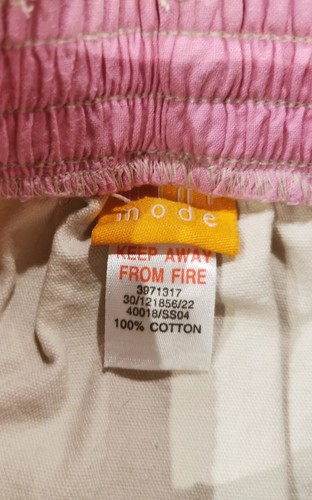 mode
KEEP AWAY
FROM FIRE
3971317
30/121856/22
40018/SS04
100% COTTON